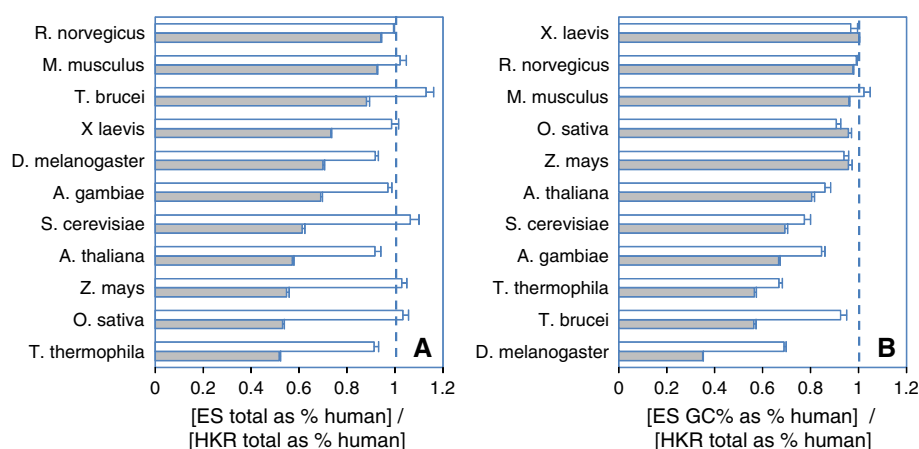 R. norvegicus
M. musculus
T. brucei
X laevis
D. melanogaster
A. gambiae
S. cerevisiae
A. thaliana
Z. mays
O. sativa
T. thermophila
A
0 0.2 0.4 0.6 0.8 1 1.2
[ES total as % human] /
[HKR total as % human]
X. laevis
R. norvegicus
M. musculus
O. sativa
Z. mays
A. thaliana
S. cerevisiae
A. gambiae
T. thermophila
T. brucei
D. melanogaster
B
0 0.2 0.4 0.6 0.8 1 1.2
[ES GC% as % human] /
[HKR total as % human]